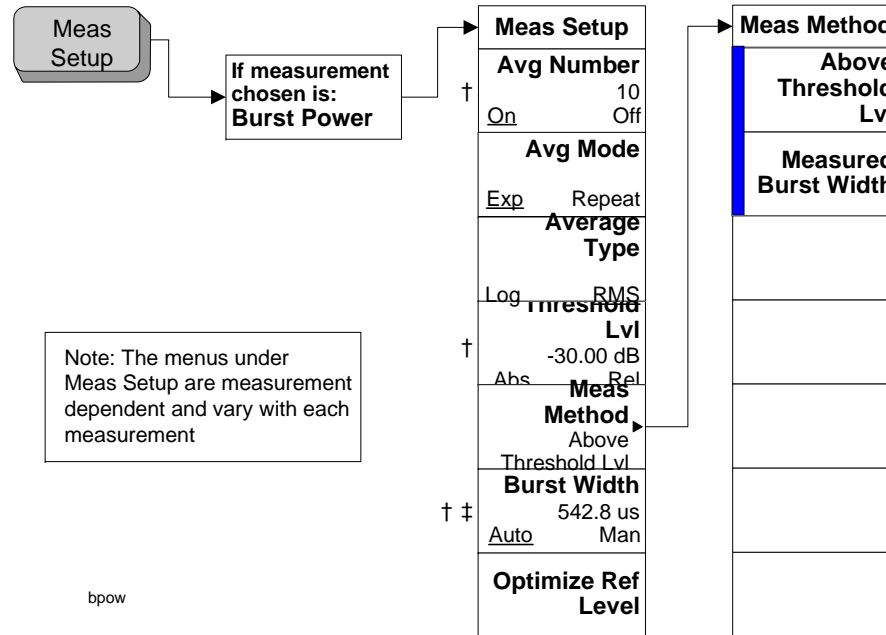 Meas
Setup
If measurement
chosen is:
Burst Power
Meas Setup
Avg Number
†
10
On Off
Avg Mode
Exp Repeat
Average
Type
Log RMS
Threshold
Lvl
†
-30.00 dB
Abs Rel
Meas
Method
Above
Threshold Lvl
Burst Width
† ‡
542.8 us
Auto Man
Optimize Ref
Level
Meas Method
Above
Threshold
Lvl
Measured
Burst Width
Note: The menus under
Meas Setup are measurement
dependent and vary with each
measurement
bpow